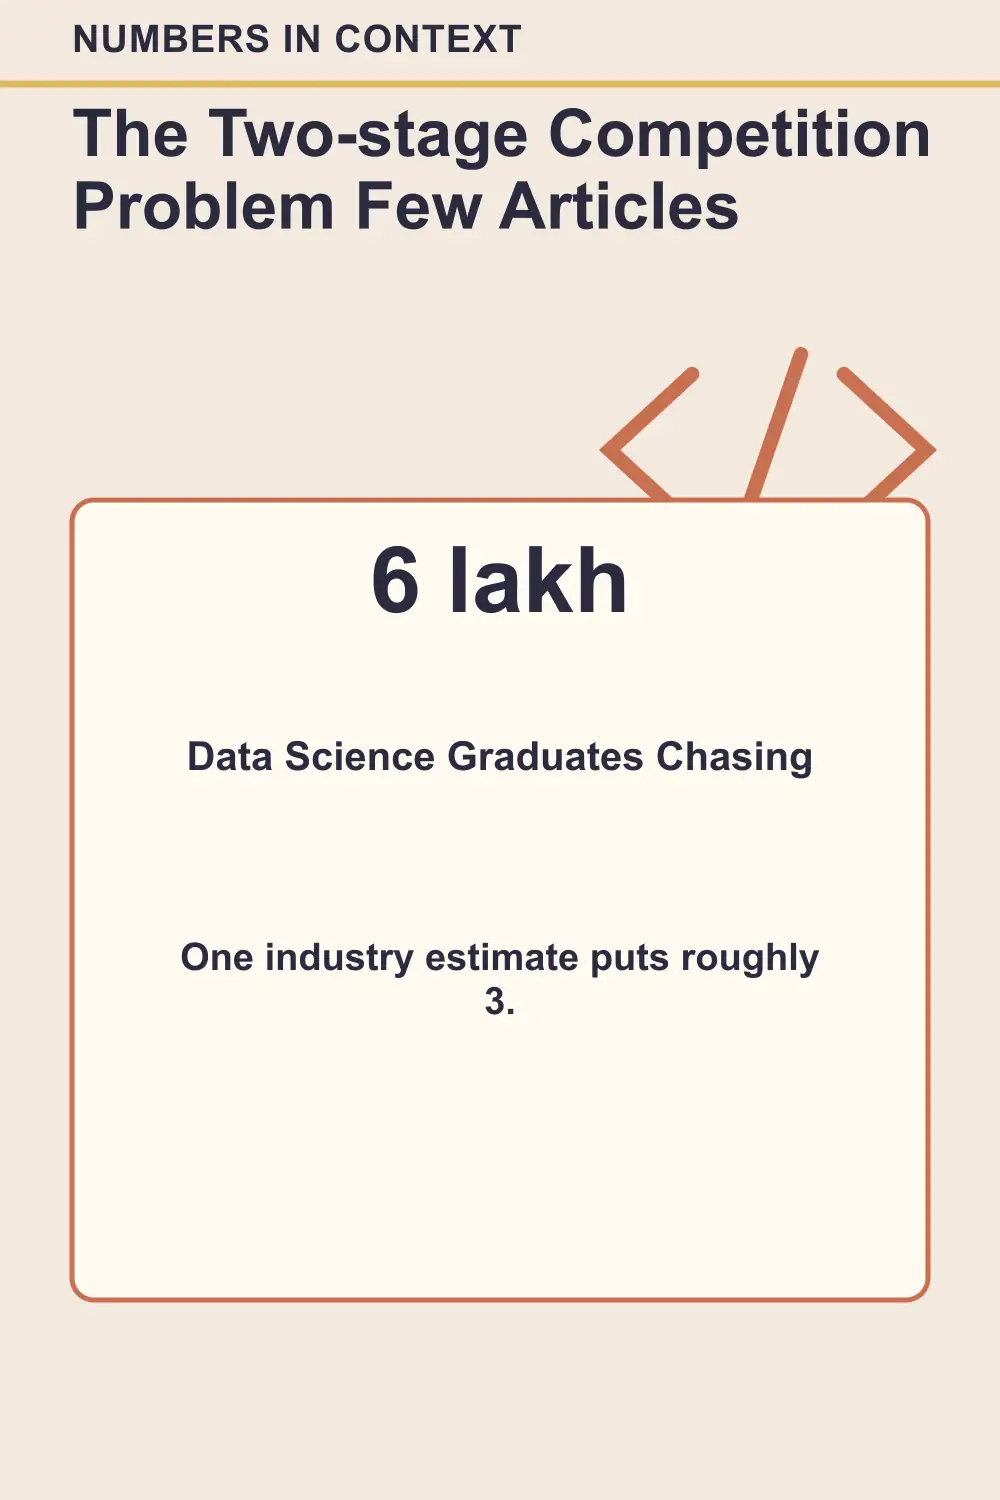 NUMBERS IN CONTEXT
The Two-stage Competition
Problem Few Articles
6 lakh
Data Science Graduates Chasing
One industry estimate puts roughly
3.